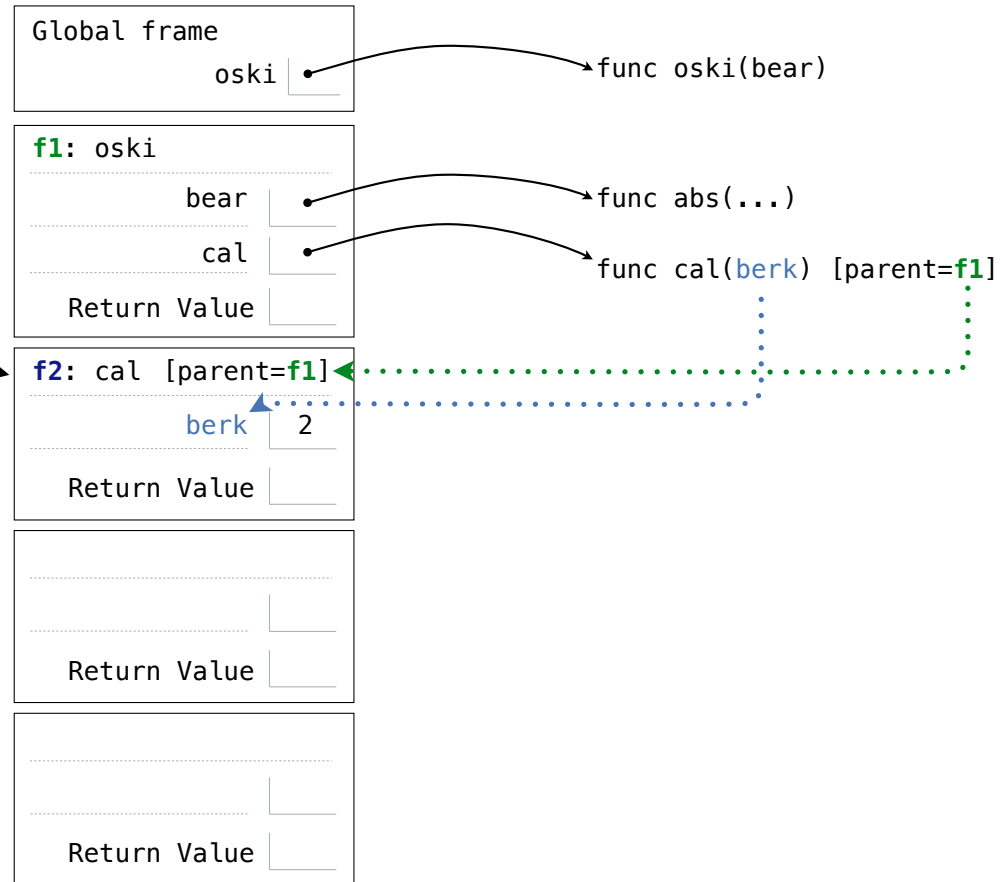 Global frame
oski
func oski(bear)
f1: oski
bear
func abs(...)
cal
func cal(berk) [parent=f1]
Return Value
f2: cal [parent=f1]
berk 2
Return Value
Return Value
Return Value